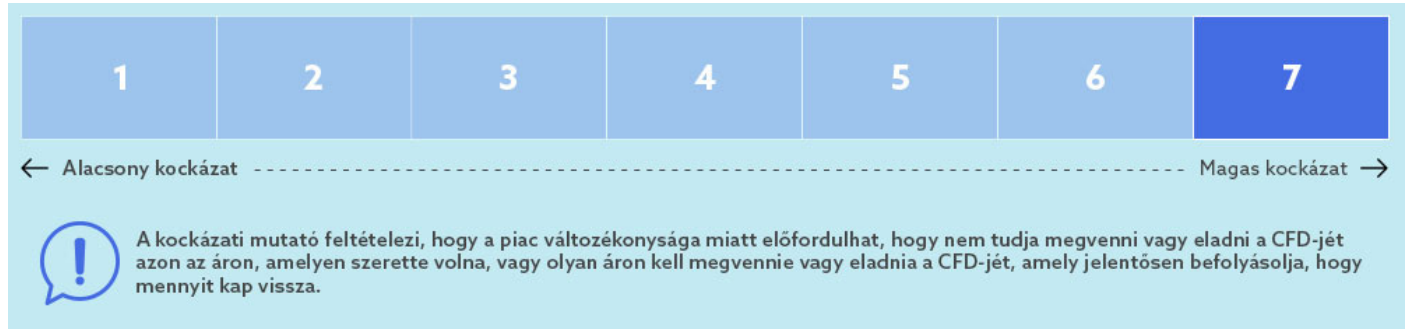 1 2 3 4 5 6 7
← Alacsony kockázat - - - - - - - - - - - - - - - - - - - - - - - - - - - - - - Magas kockázat →
A kockázati mutató feltételezi, hogy a piac változékonysága miatt előfordulhat, hogy nem tudja megvenni vagy eladni a CFD-jét
azon az áron, amelyen szerette volna, vagy olyan áron kell megvennie vagy eladnia a CFD-jét, amely jelentősen befolyásolja, hogy
mennyit kap vissza.